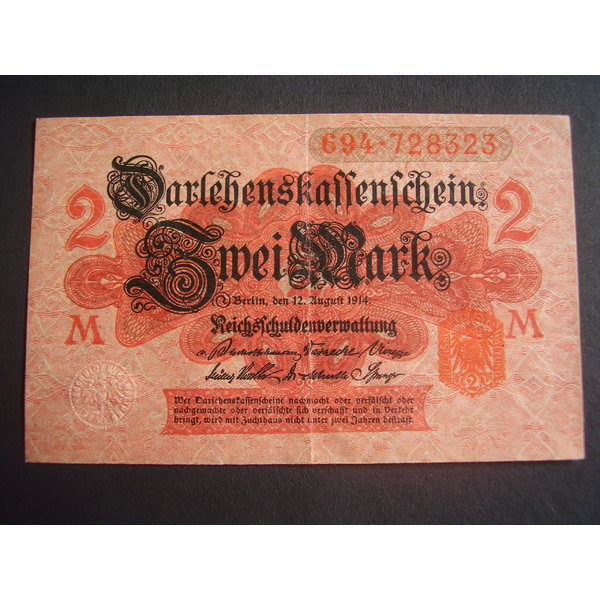 694·728323
Darlehenskassenschein
2 2
Zwei Mark
Berlin, den 12. August 1914.
M M
Reichsschuldenverwaltung
2
Wer Darlehenskassenscheine nachmacht oder verfälscht oder
nachgemachte oder verfälschte sich verschafft und in Verkehr
bringt, wird mit Zuchthaus nicht unter zwei Jahren bestraft.